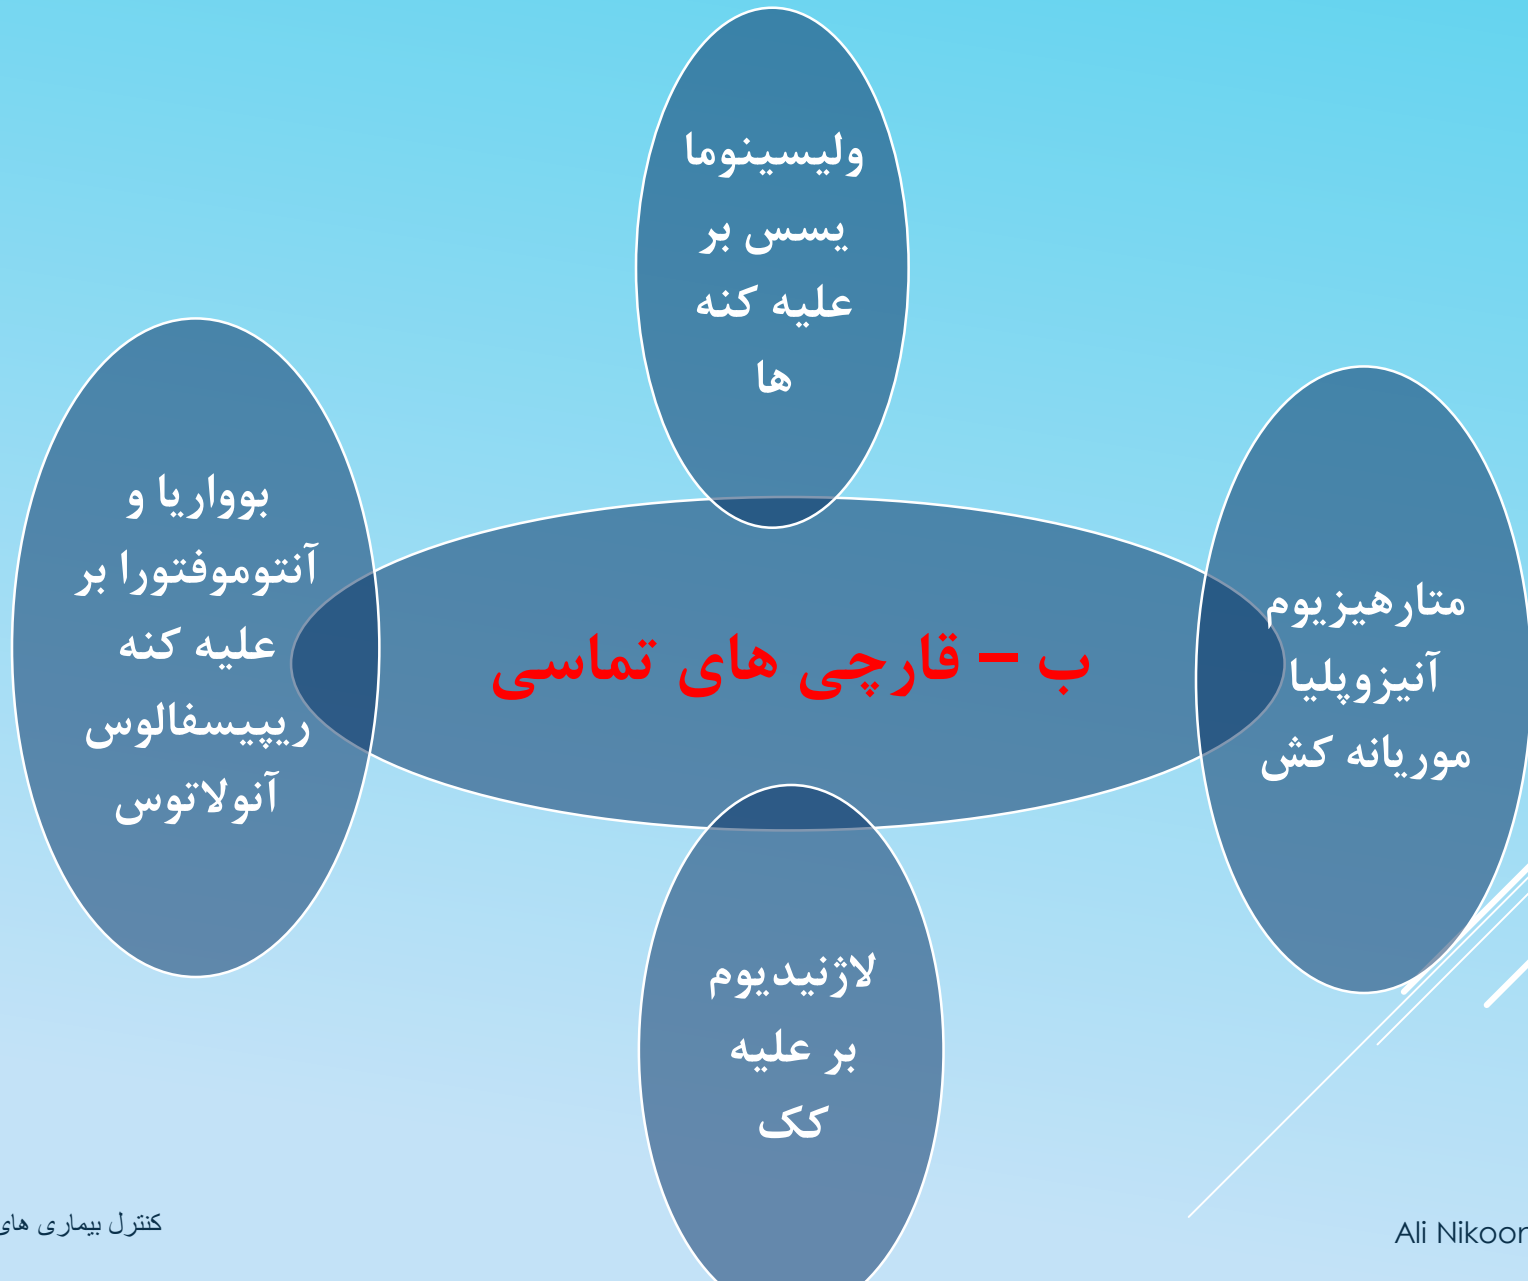 ولیسینوما
یسس بر
علیه کنه
ها
بوواریا و
آنتوموفتورا بر
علیه کنه
ریپیسفالوس
آنولاتوس
ب – قارچی های تماسی
متارهیزیوم
آنیزوپلیا
موریانه کش
لاژنیدیوم
بر علیه
کک
کنترل بیماری های
Ali Nikoon